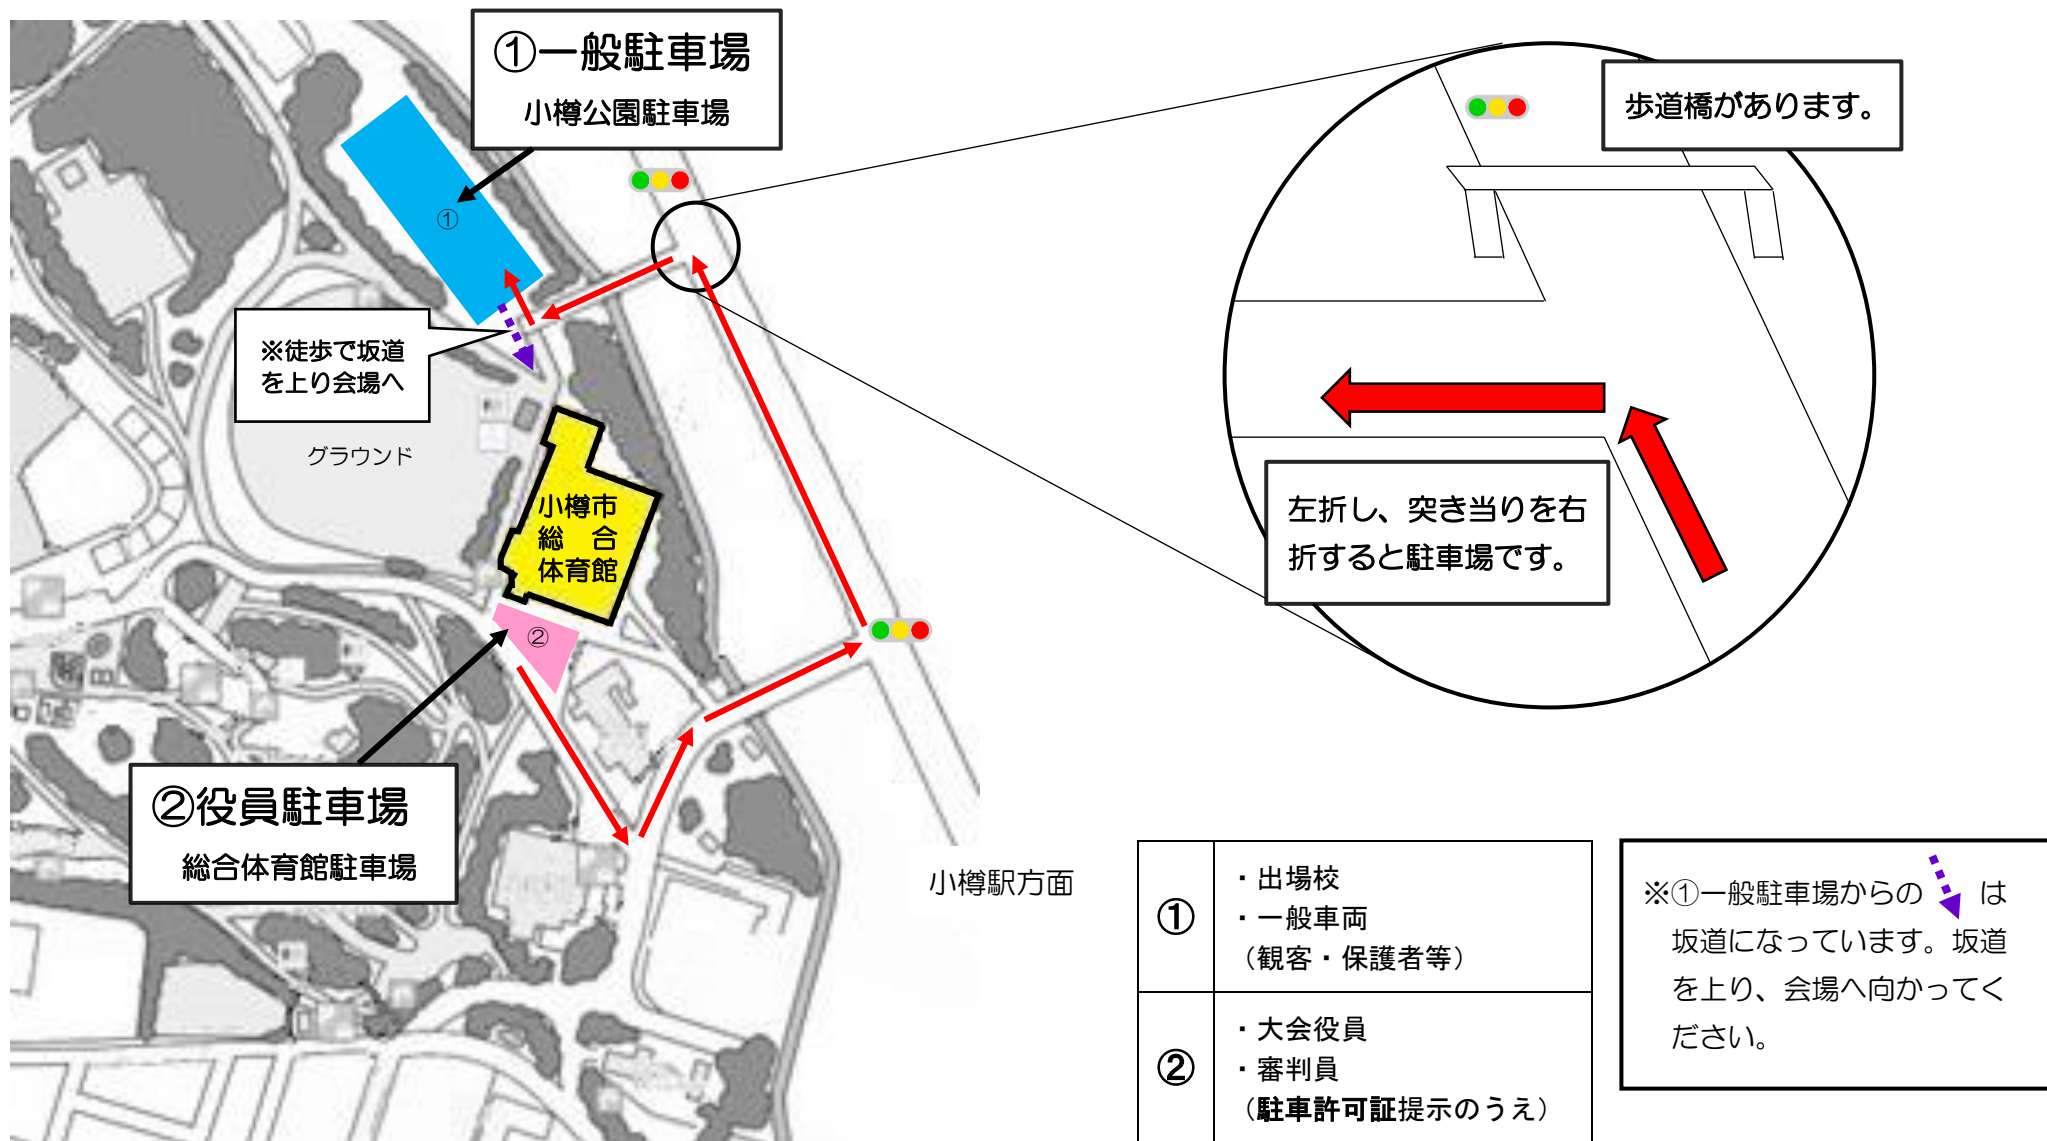 ①一般駐車場
小樽公園駐車場
①
※徒歩で坂道
を上り会場へ
グラウンド
小樽市
総　合
体育館
②
②役員駐車場
総合体育館駐車場
小樽駅方面
歩道橋があります。
左折し、突き当りを右
折すると駐車場です。
①
・出場校
・一般車両
（観客・保護者等）
②
・大会役員
・審判員
（駐車許可証提示のうえ）
※①一般駐車場からの　　は
坂道になっています。坂道
を上り、会場へ向かってく
ださい。